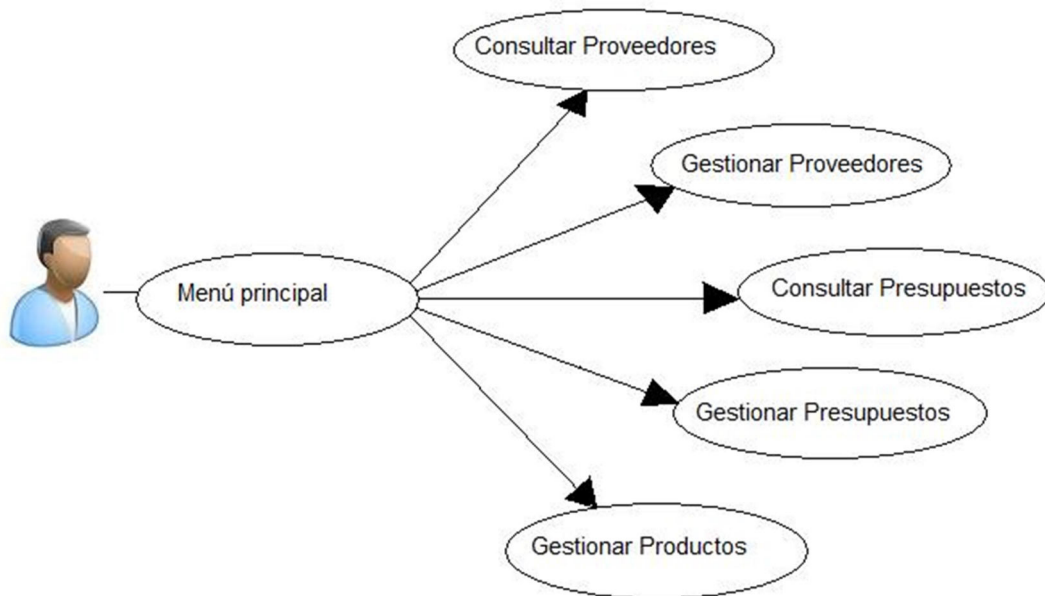 Consultar Proveedores
Gestionar Proveedores
Menú principal
Consultar Presupuestos
Gestionar Presupuestos
Gestionar Productos